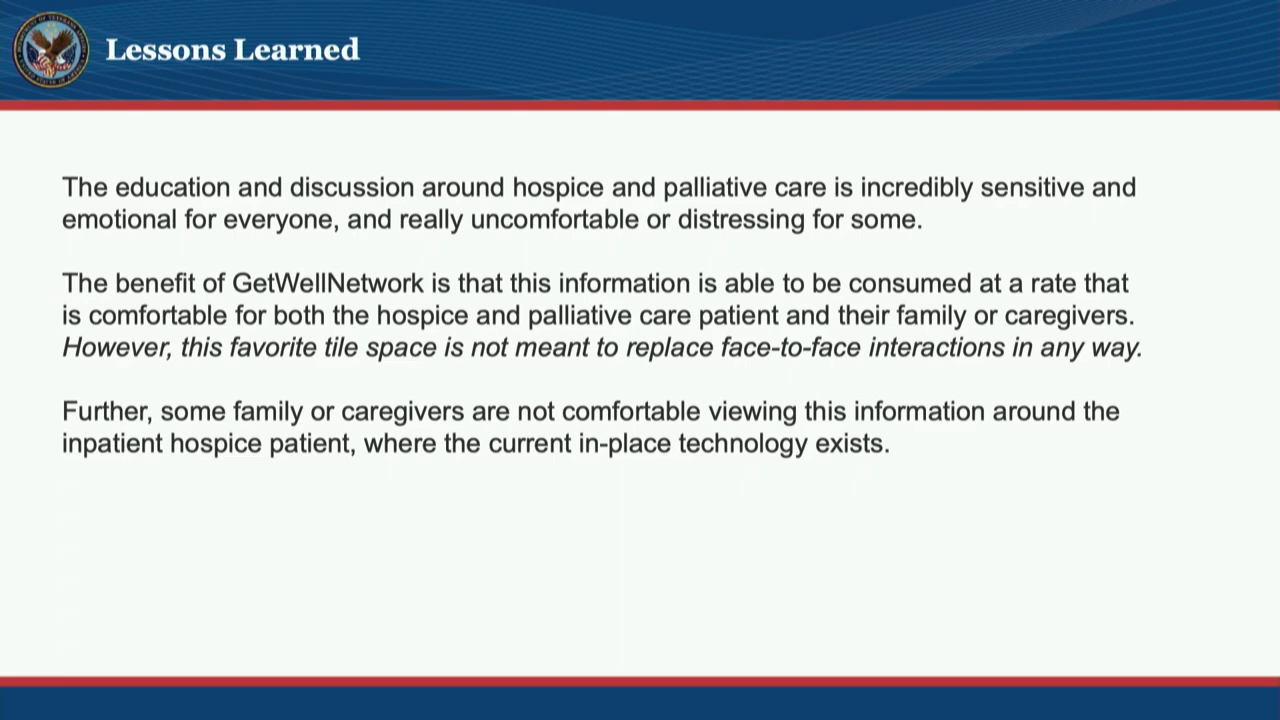 Lessons Learned
The education and discussion around hospice and palliative care is incredibly sensitive and
emotional for everyone, and really uncomfortable or distressing for some.
The benefit of GetWellNetwork is that this information is able to be consumed at a rate that
is comfortable for both the hospice and palliative care patient and their family or caregivers.
However, this favorite tile space is not meant to replace face-to-face interactions in any way.
Further, some family or caregivers are not comfortable viewing this information around the
inpatient hospice patient, where the current in-place technology exists.